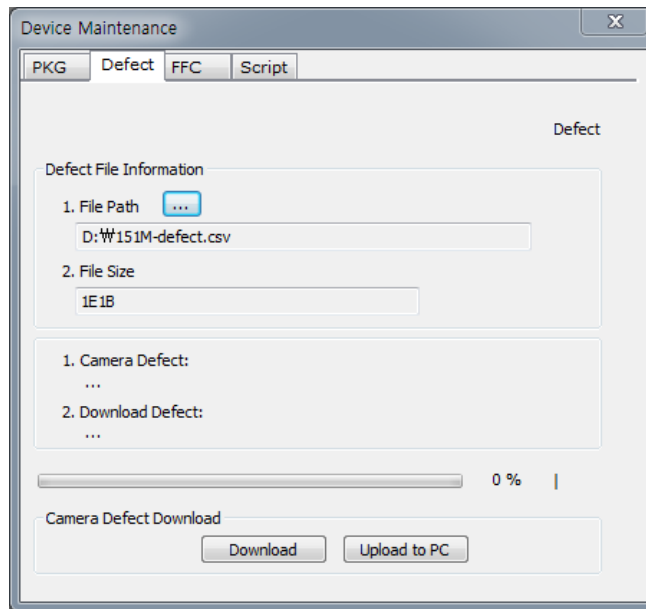 Device Maintenance
PKG Defect FFC Script
Defect
Defect File Information
1. File Path ...
D:₩151M-defect.csv
2. File Size
1E1B
1. Camera Defect:
...
2. Download Defect:
...
0 % |
Camera Defect Download
Download Upload to PC